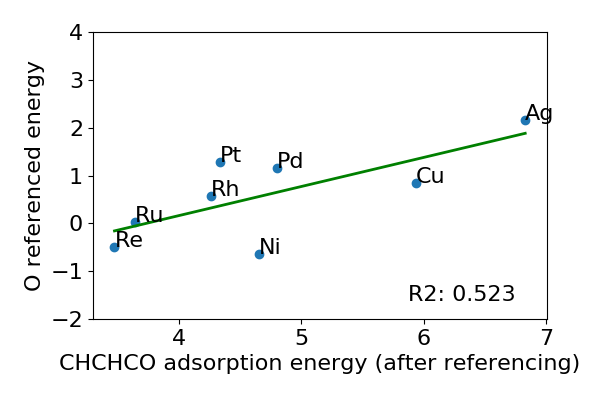 4
3
2
1
0
−1
−2
O referenced energy
Ag
Pt
Pd
Cu
Rh
Ru
Re
Ni
R2: 0.523
4
5
6
7
CHCHCO adsorption energy (after referencing)